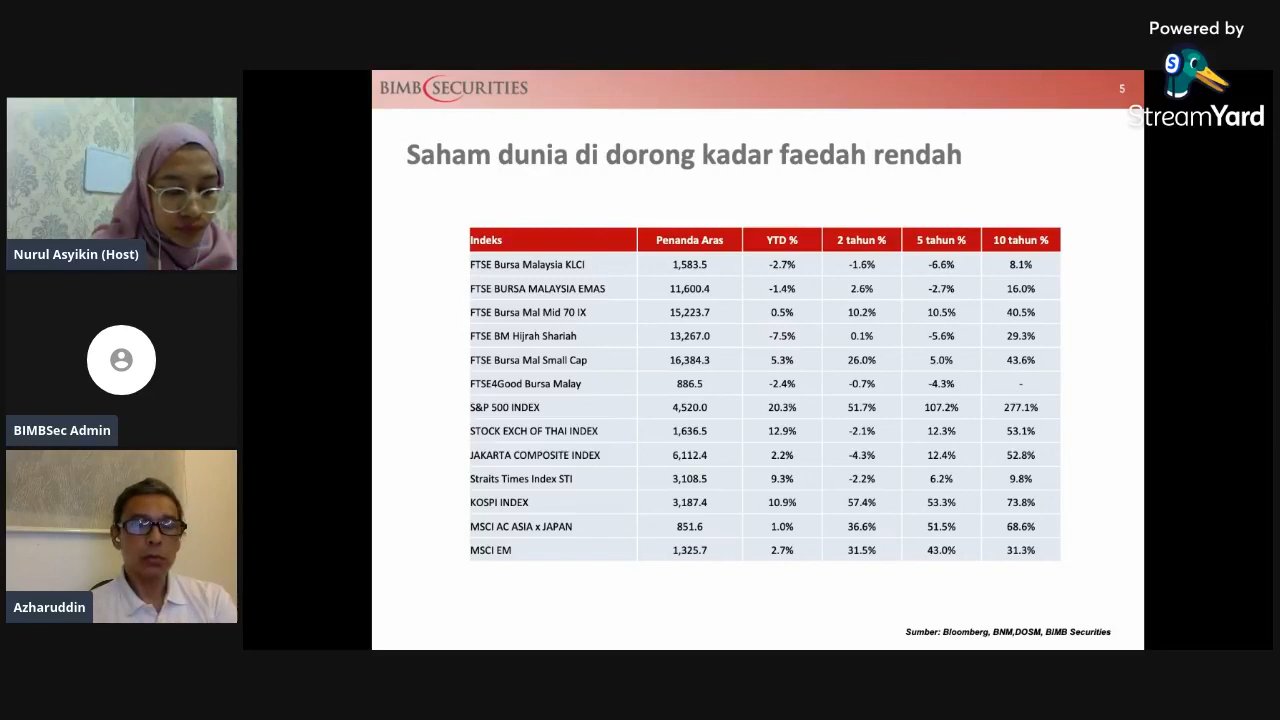 Powered by
StreamYard
BIMB SECURITIES
5
Saham dunia di dorong kadar faedah rendah
Indeks Penanda Aras YTD % 2 tahun % 5 tahun % 10 tahun %
FTSE Bursa Malaysia KLCI 1,583.5 -2.7% -1.6% -6.6% 8.1%
FTSE BURSA MALAYSIA EMAS 11,600.4 -1.4% 2.6% -2.7% 16.0%
FTSE Bursa Mal Mid 70 IX 15,223.7 0.5% 10.2% 10.5% 40.5%
FTSE BM Hijrah Shariah 13,267.0 -7.5% 0.1% -5.6% 29.3%
FTSE Bursa Mal Small Cap 16,384.3 5.3% 26.0% 5.0% 43.6%
FTSE4Good Bursa Malay 886.5 -2.4% -0.7% -4.3% -
S&P 500 INDEX 4,520.0 20.3% 51.7% 107.2% 277.1%
STOCK EXCH OF THAI INDEX 1,636.5 12.9% -2.1% 12.3% 53.1%
JAKARTA COMPOSITE INDEX 6,112.4 2.2% -4.3% 12.4% 52.8%
Straits Times Index STI 3,108.5 9.3% -2.2% 6.2% 9.8%
KOSPI INDEX 3,187.4 10.9% 57.4% 53.3% 73.8%
MSCI AC ASIA x JAPAN 851.6 1.0% 36.6% 51.5% 68.6%
MSCI EM 1,325.7 2.7% 31.5% 43.0% 31.3%
Sumber: Bloomberg, BNM,DOSM, BIMB Securities
Nurul Asyikin (Host)
BIMBSec Admin
Azharuddin